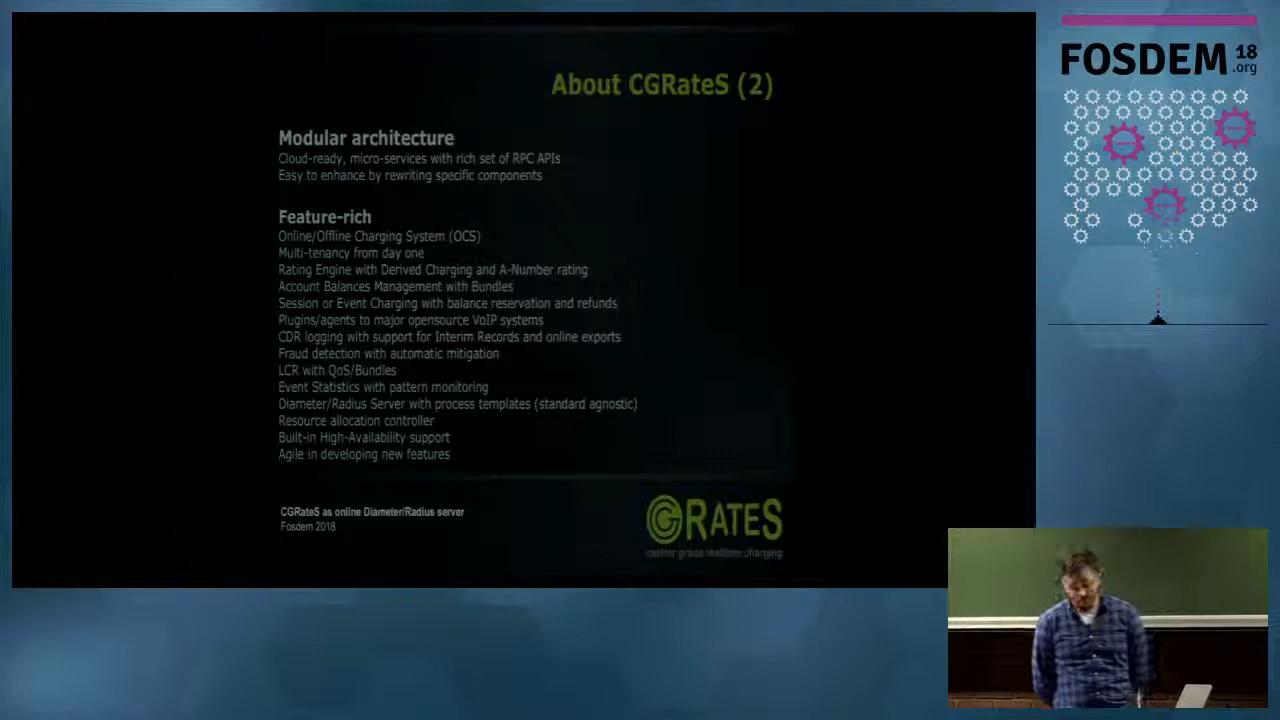 About CGRateS (2)
Modular architecture
Cloud-ready, micro-services with rich set of RPC APIs
Easy to enhance by rewriting specific components
Feature-rich
Online/Offline Charging System (OCS)
Multi-tenancy from day one
Rating Engine with Derived Charging and A-Number rating
Account Balances Management with Bundles
Session or Event Charging with balance reservation and refunds
Plugins/agents to major opensource VoIP systems
CDR logging with support for Interim Records and online exports
Fraud detection with automatic mitigation
LCR with QoS/Bundles
Event Statistics with pattern monitoring
Diameter/Radius Server with process templates (standard agnostic)
Resource allocation controller
Built-in High-Availability support
Agile in developing new features
CGRateS as online Diameter/Radius server
Fosdem 2018
CGRATES
carrier grade realtime charging
FOSDEM 18
.org